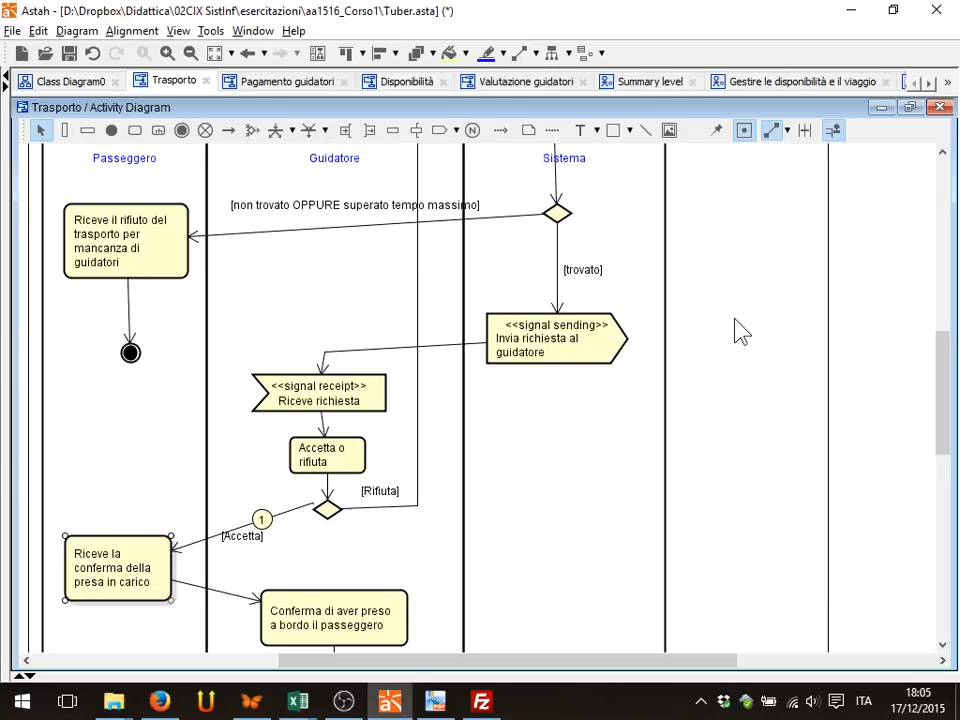 Astah - [D:\Dropbox\Didattica\02CIX SistInf\esercitazioni\aa1516_Corso1\Tuber.asta] (*)
File Edit Diagram Alignment View Tools Window Help
Class Diagram0 Trasporto Pagamento guidatori Disponibilità Valutazione guidatori Summary level Gestire le disponibilità e il viaggio
Trasporto / Activity Diagram
Passeggero Guidatore Sistema
[non trovato OPPURE superato tempo massimo]
Riceve il rifiuto del
trasporto per
mancanza di
guidatori
[trovato]
<<signal sending>>
Invia richiesta al
guidatore
<<signal receipt>>
Riceve richiesta
Accetta o
rifiuta
[Rifiuta]
1
[Accetta]
Riceve la
conferma della
presa in carico
Conferma di aver preso
a bordo il passeggero
ITA
18:05
17/12/2015